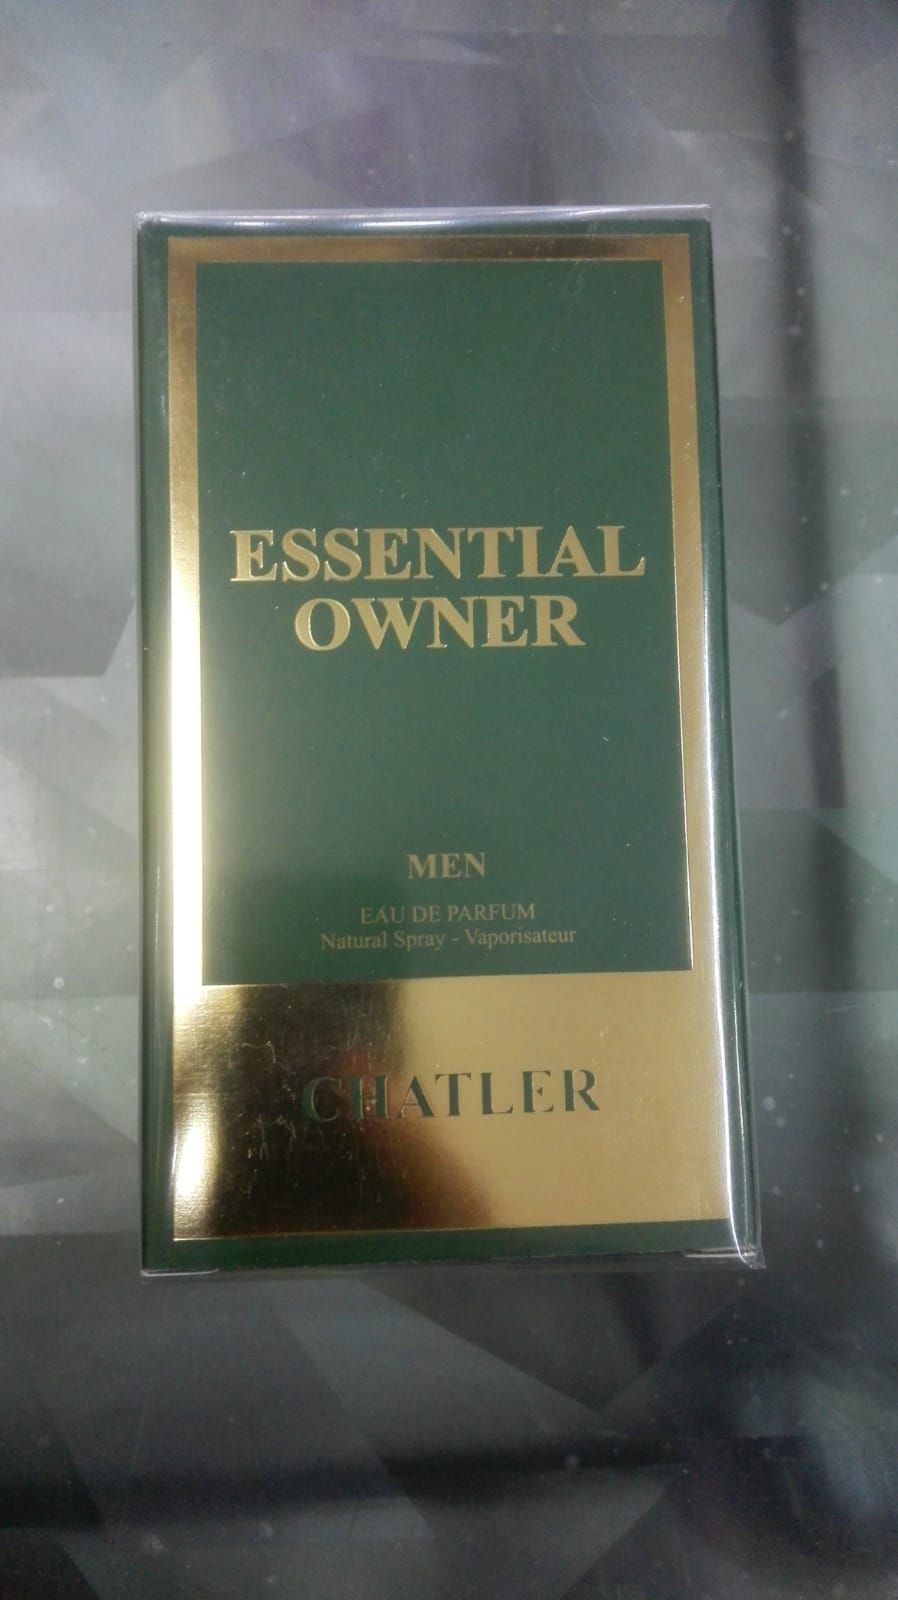 ESSENTIAL
OWNER
MEN
EAU DE PARFUM
Natural Spray - Vaporisateur
CHATLER